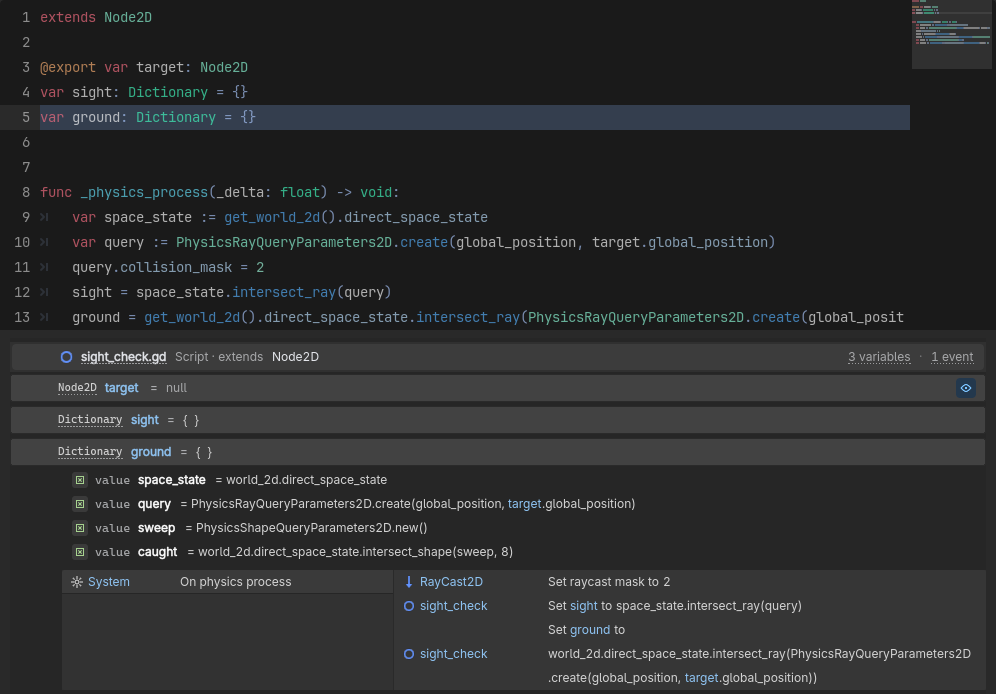 1 extends Node2D
2
3 @export var target: Node2D
4 var sight: Dictionary = {}
5 var ground: Dictionary = {}
6
7
8 func _physics_process(_delta: float) -> void:
9 var space_state := get_world_2d().direct_space_state
10 var query := PhysicsRayQueryParameters2D.create(global_position, target.global_position)
11 query.collision_mask = 2
12 sight = space_state.intersect_ray(query)
13 ground = get_world_2d().direct_space_state.intersect_ray(PhysicsRayQueryParameters2D.create(global_posit
sight_check.gd Script · extends Node2D 3 variables · 1 event
Node2D target = null
Dictionary sight = { }
Dictionary ground = { }
value space_state = world_2d.direct_space_state
value query = PhysicsRayQueryParameters2D.create(global_position, target.global_position)
value sweep = PhysicsShapeQueryParameters2D.new()
value caught = world_2d.direct_space_state.intersect_shape(sweep, 8)
System On physics process RayCast2D Set raycast mask to 2
sight_check Set sight to space_state.intersect_ray(query)
Set ground to
sight_check world_2d.direct_space_state.intersect_ray(PhysicsRayQueryParameters2D
.create(global_position, target.global_position))